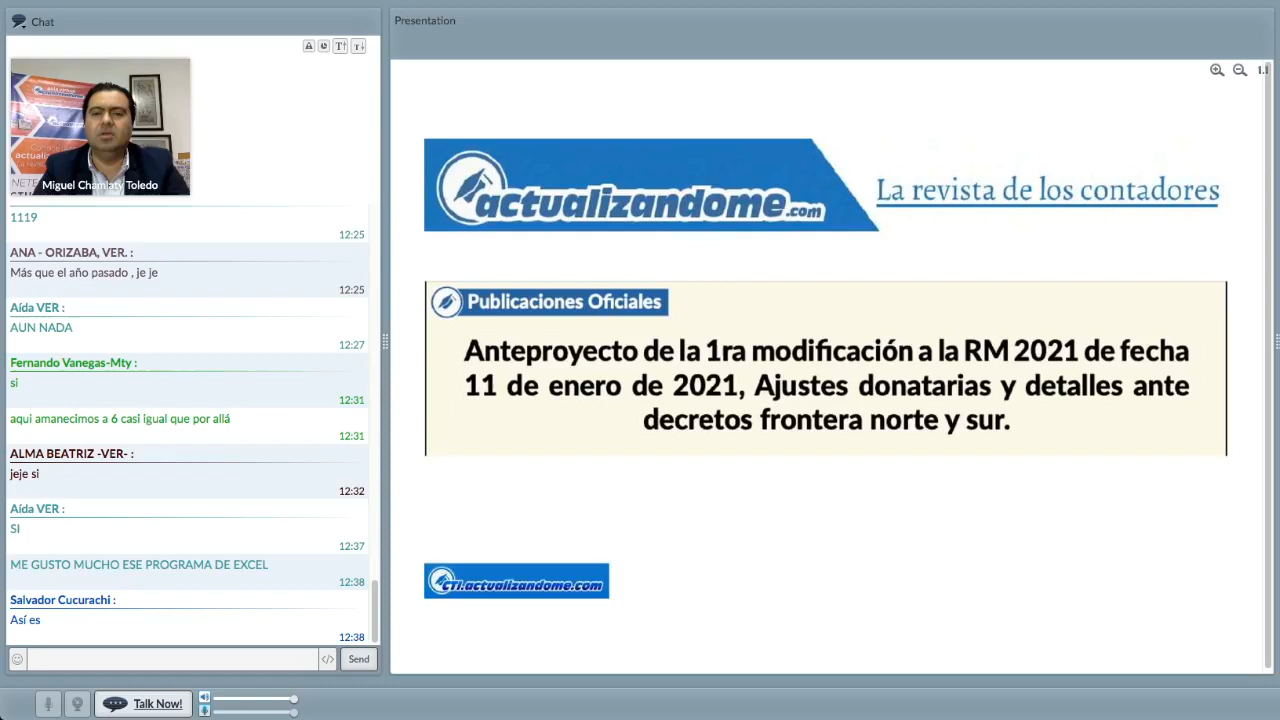 Chat
Presentation
Miguel Chamlaty Toledo
1119
12:25
ANA - ORIZABA, VER. :
Más que el año pasado , je je
12:25
Aída VER :
AUN NADA
12:27
Fernando Vanegas-Mty :
si
12:31
aqui amanecimos a 6 casi igual que por allá
12:31
ALMA BEATRIZ -VER- :
jeje si
12:32
Aída VER :
SI
12:37
ME GUSTO MUCHO ESE PROGRAMA DE EXCEL
12:38
Salvador Cucurachi :
Así es
12:38
Send
Talk Now!
actualizandome.com
La revista de los contadores
Publicaciones Oficiales
Anteproyecto de la 1ra modificación a la RM 2021 de fecha
11 de enero de 2021, Ajustes donatarias y detalles ante
decretos frontera norte y sur.
CTI.actualizandome.com